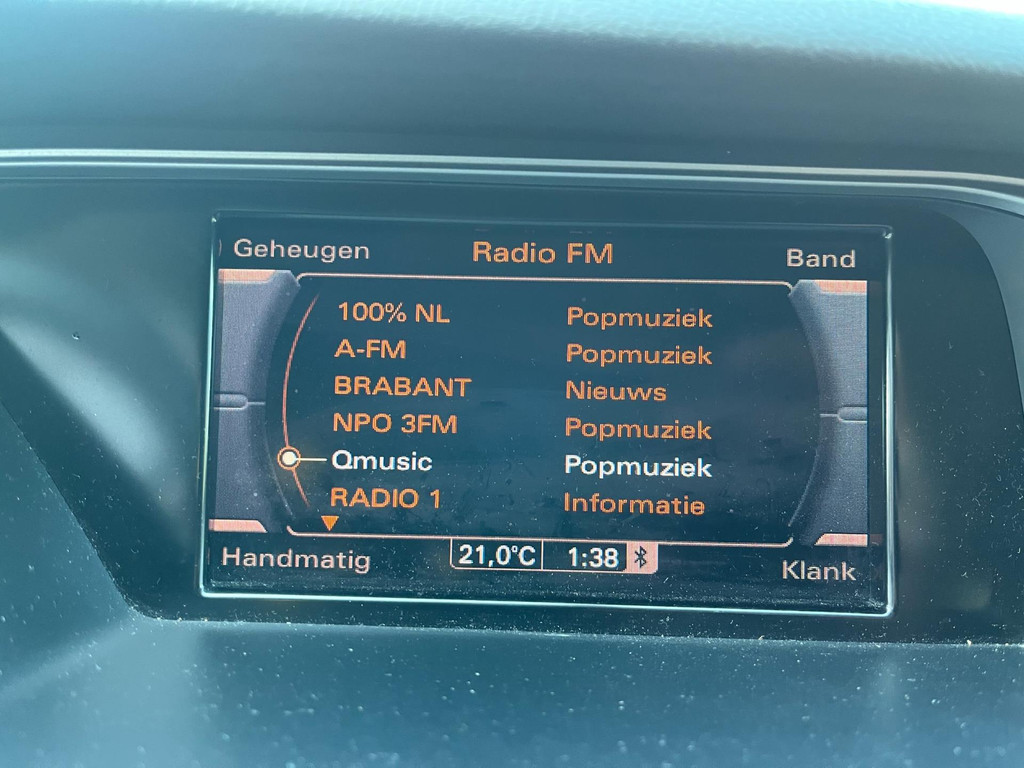 Geheugen Radio FM Band
100% NL Popmuziek
A-FM Popmuziek
BRABANT Nieuws
NPO 3FM Popmuziek
Qmusic Popmuziek
RADIO 1 Informatie
Handmatig 21,0°C 1:38 Klank